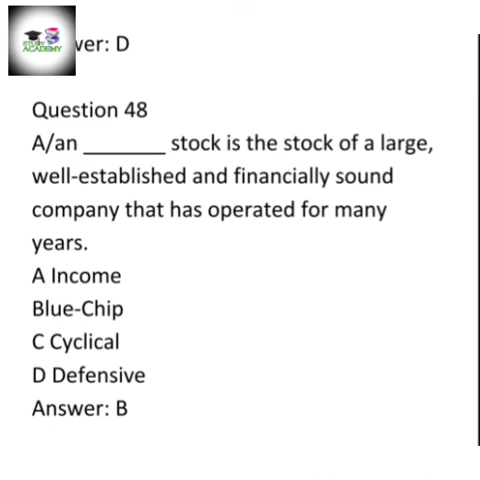 STUDY
ACADEMY
ver: D
Question 48
A/an ________ stock is the stock of a large,
well-established and financially sound
company that has operated for many
years.
A Income
Blue-Chip
C Cyclical
D Defensive
Answer: B